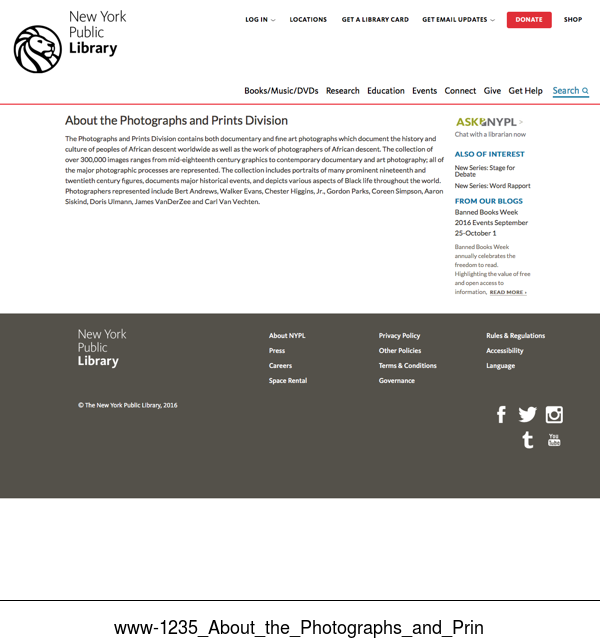 New York
Public
Library
LOG IN
LOCATIONS
GET A LIBRARY CARD
GET EMAIL UPDATES
DONATE
SHOP
Books/Music/DVDs
Research
Education
Events
Connect
Give
Get Help
Search
About the Photographs and Prints Division
The Photographs and Prints Division contains both documentary and fine art photographs which document the history and
culture of peoples of African descent worldwide as well as the work of photographers of African descent. The collection of
over 300,000 images ranges from mid-eighteenth century graphics to contemporary documentary and art photography; all of
the major photographic processes are represented. The collection includes portraits of many prominent nineteenth and
twentieth century figures, documents major historical events, and depicts various aspects of Black life throughout the world.
Photographers represented include Bert Andrews, Walker Evans, Chester Higgins, Jr., Gordon Parks, Coreen Simpson, Aaron
Siskind, Doris Ulmann, James VanDerZee and Carl Van Vechten.
ASK NYPL >
Chat with a librarian now
ALSO OF INTEREST
New Series: Stage for
Debate
New Series: Word Rapport
FROM OUR BLOGS
Banned Books Week
2016 Events September
25-October 1
Banned Books Week
annually celebrates the
freedom to read.
Highlighting the value of free
and open access to
information, READ MORE ›
New York
Public
Library
About NYPL
Press
Careers
Space Rental
Privacy Policy
Other Policies
Terms & Conditions
Governance
Rules & Regulations
Accessibility
Language
© The New York Public Library, 2016
You
Tube
www-1235_About_the_Photographs_and_Prin